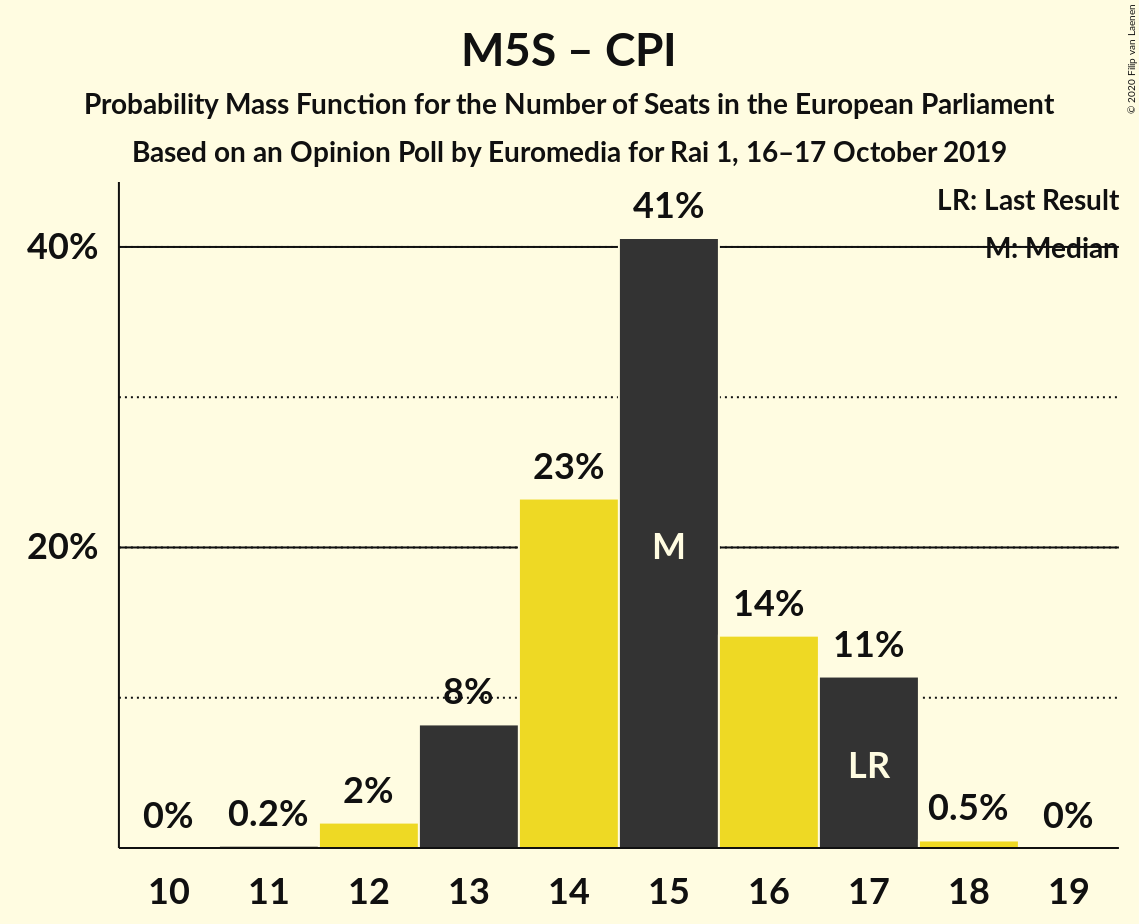 M5S – CPI
Probability Mass Function for the Number of Seats in the European Parliament
Based on an Opinion Poll by Euromedia for Rai 1, 16–17 October 2019
© 2020 Filip van Laenen
LR: Last Result
M: Median
40%
20%
0%
0.2%
2%
8%
23%
41%
M
14%
11%
LR
0.5%
0%
10 11 12 13 14 15 16 17 18 19